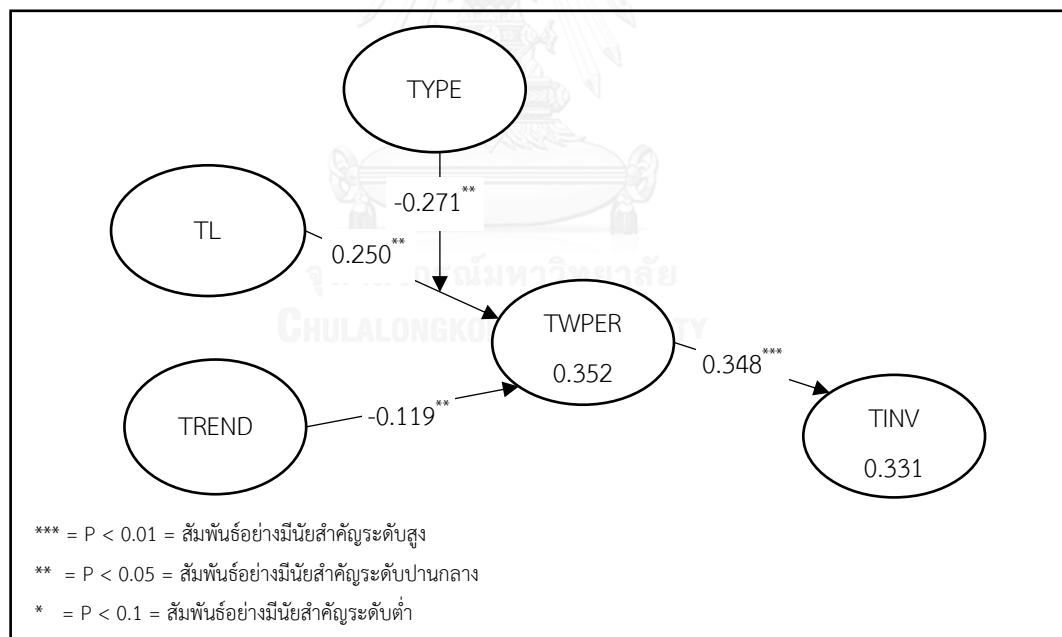 TYPE
-0.271**
TL
0.250**
TWPER
0.352
0.348***
TREND
-0.119**
TINV
0.331
*** = P < 0.01 = สัมพันธ์อย่างมีนัยสำคัญระดับสูง
** = P < 0.05 = สัมพันธ์อย่างมีนัยสำคัญระดับปานกลาง
* = P < 0.1 = สัมพันธ์อย่างมีนัยสำคัญระดับต่ำ